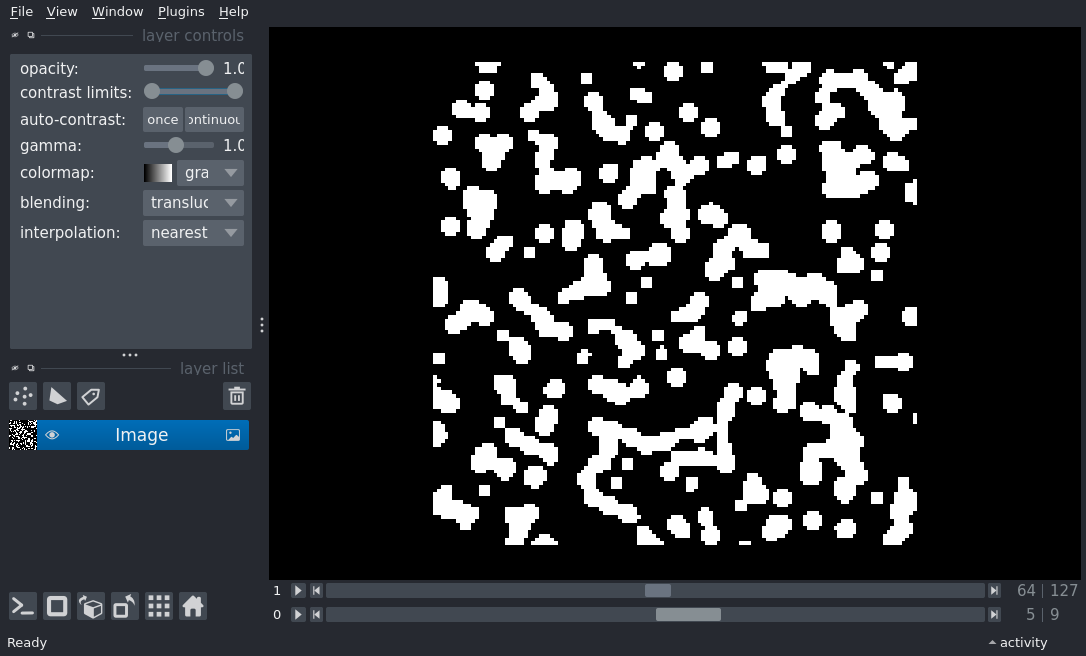 File View Window Plugins Help
layer controls
opacity: 1.0
contrast limits:
auto-contrast: once ontinuou
gamma: 1.0
colormap: gra
blending: transluc
interpolation: nearest
layer list
Image
1 64 127
0 5 9
Ready activity